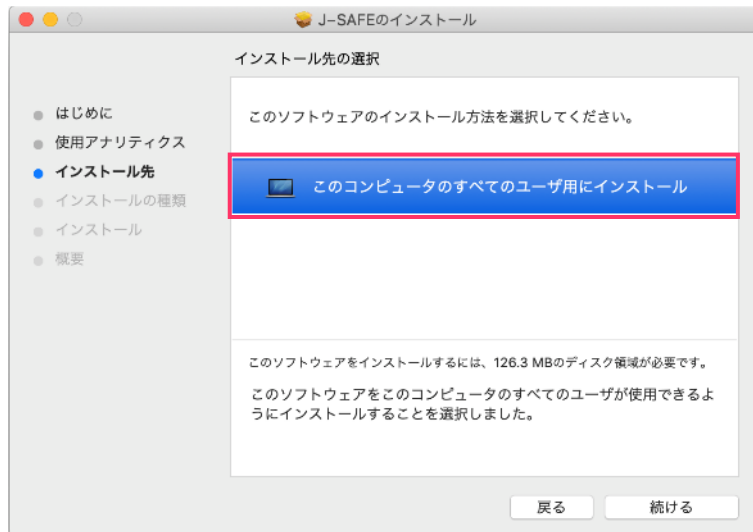 J-SAFEのインストール
インストール先の選択
はじめに
使用アナリティクス
インストール先
インストールの種類
インストール
概要
このソフトウェアのインストール方法を選択してください。
このコンピュータのすべてのユーザ用にインストール
このソフトウェアをインストールするには、126.3 MBのディスク領域が必要です。
このソフトウェアをこのコンピュータのすべてのユーザが使用できるよ
うにインストールすることを選択しました。
戻る
続ける